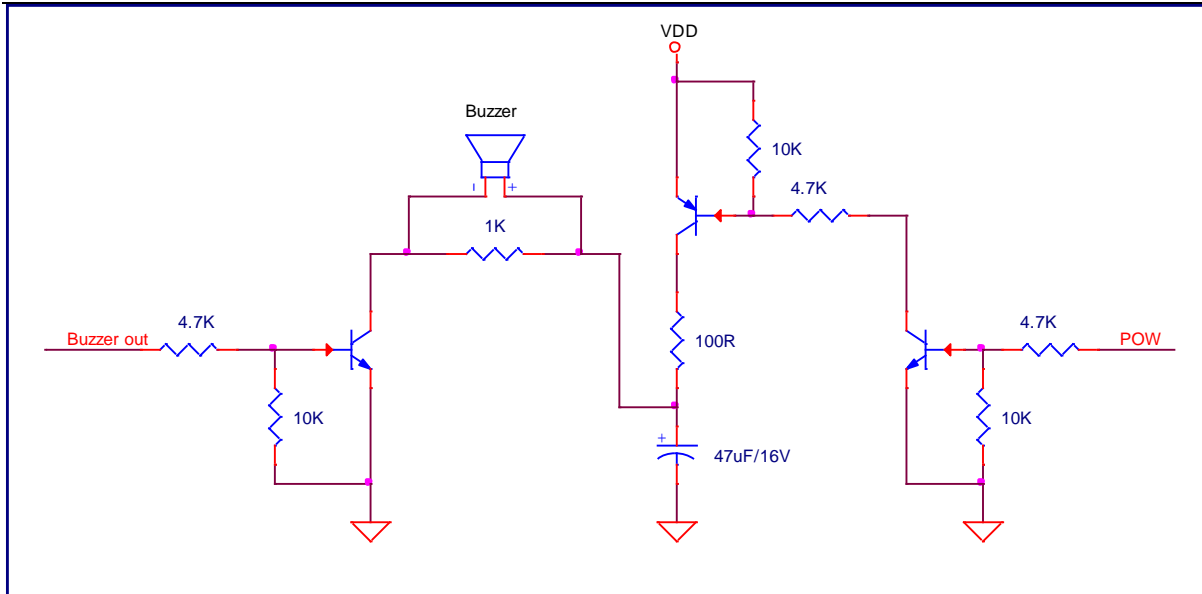 VDD
Buzzer
10K
- +
4.7K
1K
4.7K
Buzzer out
100R
4.7K
POW
10K
10K
+
47uF/16V